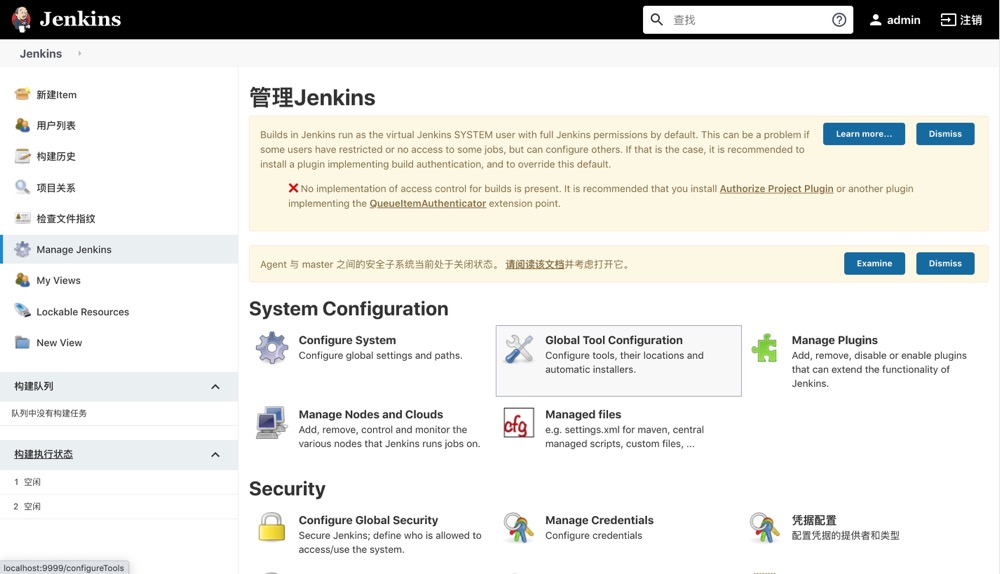 Jenkins
查找
admin
注销
Jenkins
新建Item
用户列表
构建历史
项目关系
检查文件指纹
Manage Jenkins
My Views
Lockable Resources
New View
构建队列
队列中没有构建任务
构建执行状态
1 空闲
2 空闲
管理Jenkins
Builds in Jenkins run as the virtual Jenkins SYSTEM user with full Jenkins permissions by default. This can be a problem if
some users have restricted or no access to some jobs, but can configure others. If that is the case, it is recommended to
install a plugin implementing build authentication, and to override this default.
Learn more...
Dismiss
No implementation of access control for builds is present. It is recommended that you install Authorize Project Plugin or another plugin
implementing the QueueItemAuthenticator extension point.
Agent 与 master 之间的安全子系统当前处于关闭状态。 请阅读该文档并考虑打开它。
Examine
Dismiss
System Configuration
Configure System
Configure global settings and paths.
Global Tool Configuration
Configure tools, their locations and
automatic installers.
Manage Plugins
Add, remove, disable or enable plugins
that can extend the functionality of
Jenkins.
Manage Nodes and Clouds
Add, remove, control and monitor the
various nodes that Jenkins runs jobs on.
cfg
Managed files
e.g. settings.xml for maven, central
managed scripts, custom files, ...
Security
Configure Global Security
Secure Jenkins; define who is allowed to
access/use the system.
Manage Credentials
Configure credentials
凭据配置
配置凭据的提供者和类型
localhost:9999/configureTools